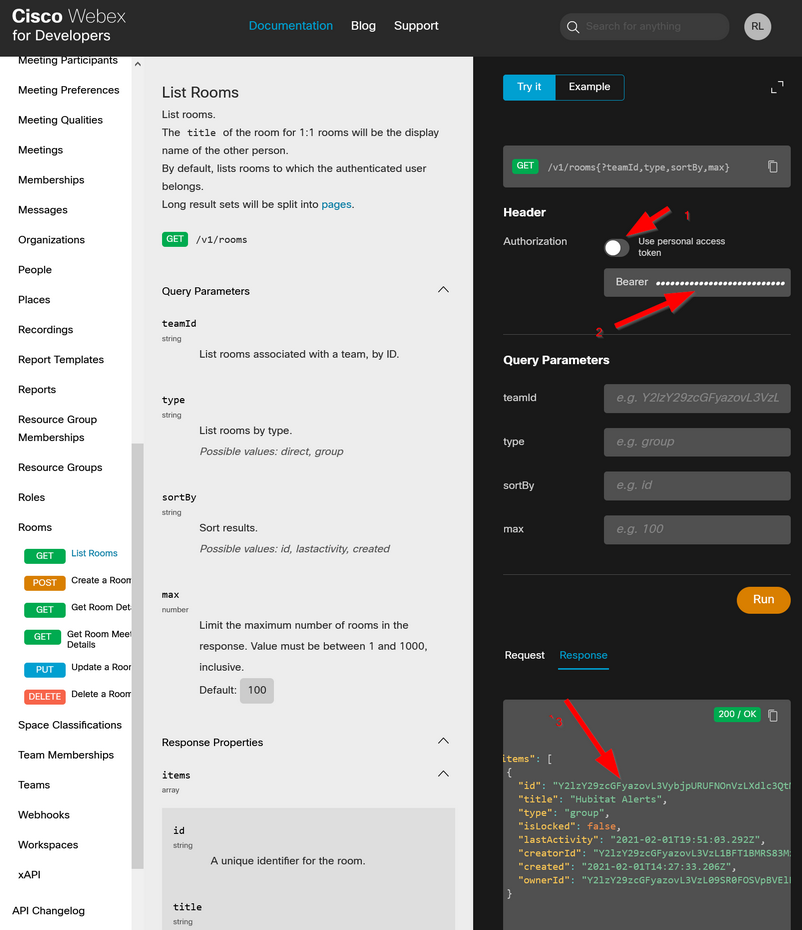 Cisco Webex
for Developers
Documentation
Blog
Support
Search for anything
RL
Meeting Participants
Meeting Preferences
Meeting Qualities
Meetings
Memberships
Messages
Organizations
People
Places
Recordings
Report Templates
Reports
Resource Group
Memberships
Resource Groups
Roles
Rooms
GET List Rooms
POST Create a Room
GET Get Room Det
GET Get Room Mee
Details
PUT Update a Roor
DELETE Delete a Room
Space Classifications
Team Memberships
Teams
Webhooks
Workspaces
xAPI
API Changelog
List Rooms
List rooms.
The title of the room for 1:1 rooms will be the display
name of the other person.
By default, lists rooms to which the authenticated user
belongs.
Long result sets will be split into pages.
GET /v1/rooms
Query Parameters
teamId
string
List rooms associated with a team, by ID.
type
string
List rooms by type.
Possible values: direct, group
sortBy
string
Sort results.
Possible values: id, lastactivity, created
max
number
Limit the maximum number of rooms in the
response. Value must be between 1 and 1000,
inclusive.
Default: 100
Response Properties
items
array
id
string
A unique identifier for the room.
title
string
Try it
Example
GET /v1/rooms{?teamId,type,sortBy,max}
Header
1
Authorization
Use personal access
token
Bearer
2
Query Parameters
teamId e.g. Y2lzY29zcGFyazovL3VzL
type e.g. group
sortBy e.g. Id
max e.g. 100
Run
Request
Response
3
200 / OK
items": [
{
"id": "Y2lzY29zcGFyazovL3VybjpURUFNOnVzLXdlc3Qt
"title": "Hubitat Alerts",
"type": "group",
"isLocked": false,
"lastActivity": "2021-02-01T19:51:03.292Z",
"creatorId": "Y2lzY29zcGFyazovL3VzL1BFT1BMRS83M
"created": "2021-02-01T14:27:33.206Z",
"ownerId": "Y2lzY29zcGFyazovL3VzL09SR0FOSVpBVEl
}